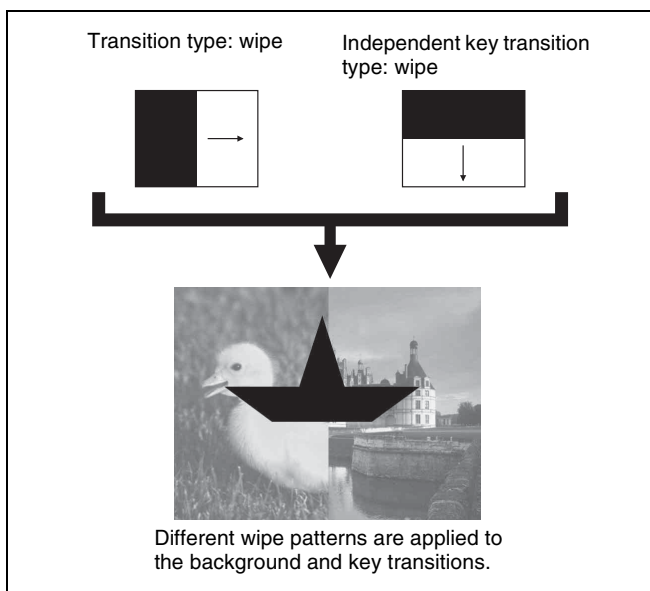 Transition type: wipe
Independent key transition
type: wipe
Different wipe patterns are applied to
the background and key transitions.